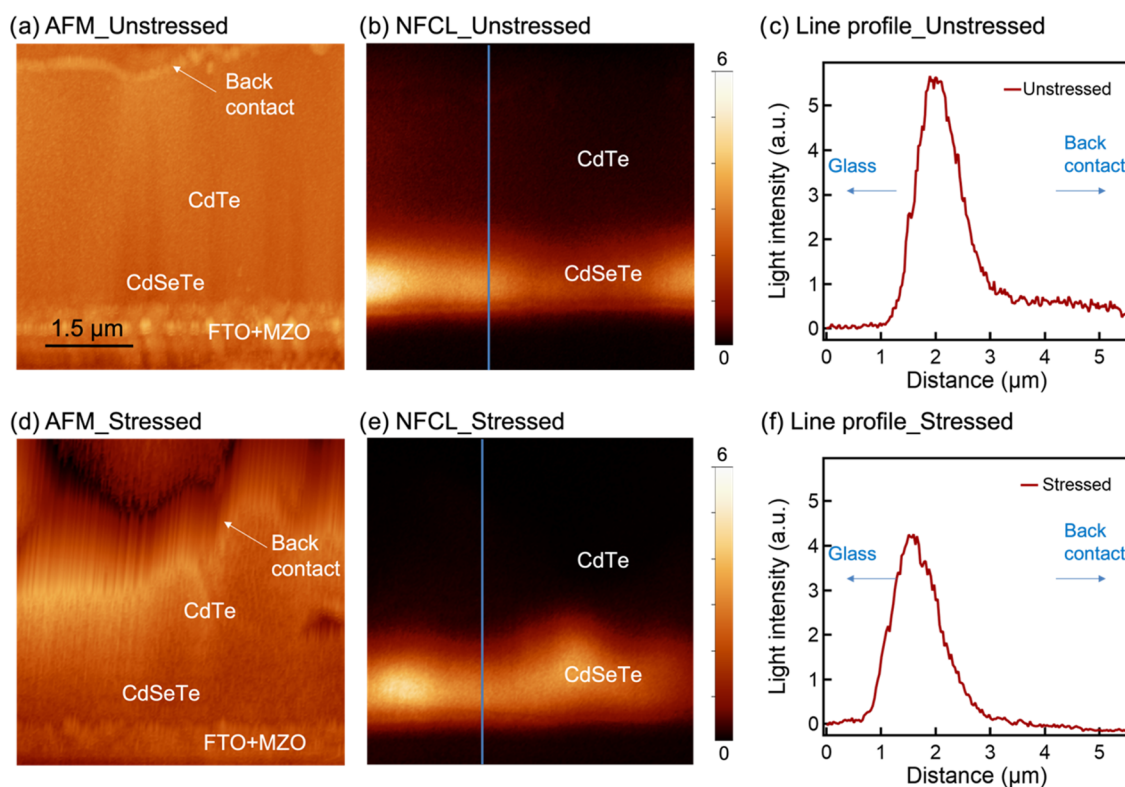 (a) AFM_Unstressed
Back
contact
CdTe
CdSeTe
1.5 μm
FTO+MZO
(b) NFCL_Unstressed
6
CdTe
CdSeTe
0
(c) Line profile_Unstressed
Unstressed
Glass
Back
contact
Light intensity (a.u.)
5
4
3
2
1
0
0 1 2 3 4 5
Distance (μm)
(d) AFM_Stressed
Back
contact
CdTe
CdSeTe
FTO+MZO
(e) NFCL_Stressed
6
CdTe
CdSeTe
0
(f) Line profile_Stressed
Stressed
Glass
Back
contact
Light intensity (a.u.)
5
4
3
2
1
0
0 1 2 3 4 5
Distance (μm)